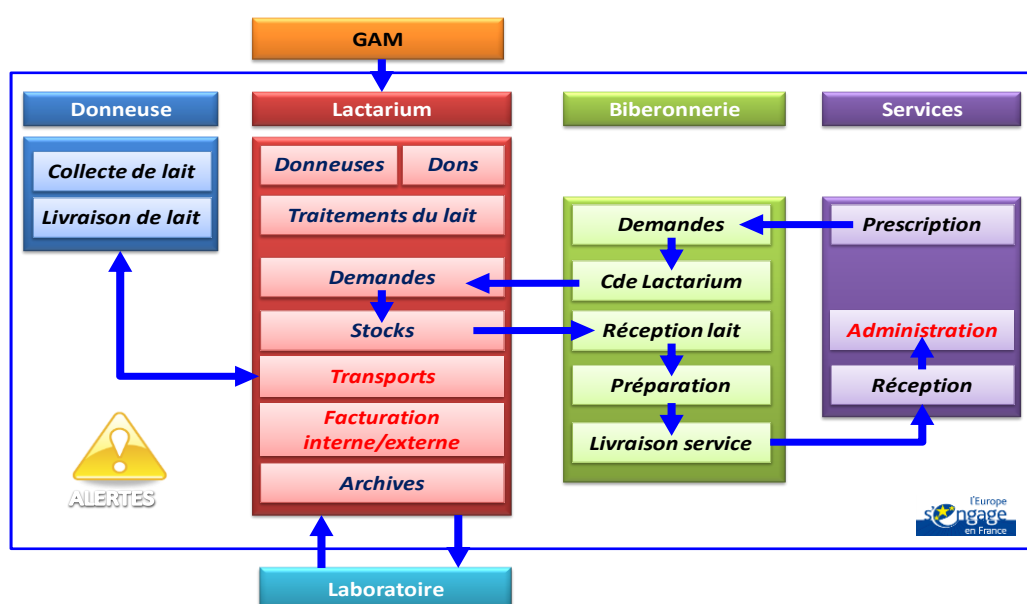 GAM
Donneuse
Lactarium
Biberonnerie
Services
Collecte de lait
Livraison de lait
Donneuses
Dons
Traitements du lait
Demandes
Stocks
Transports
Facturation
interne/externe
Archives
Demandes
Cde Lactarium
Réception lait
Préparation
Livraison service
Prescription
Administration
Réception
ALERTES
l'Europe
s'engage
en France
Laboratoire